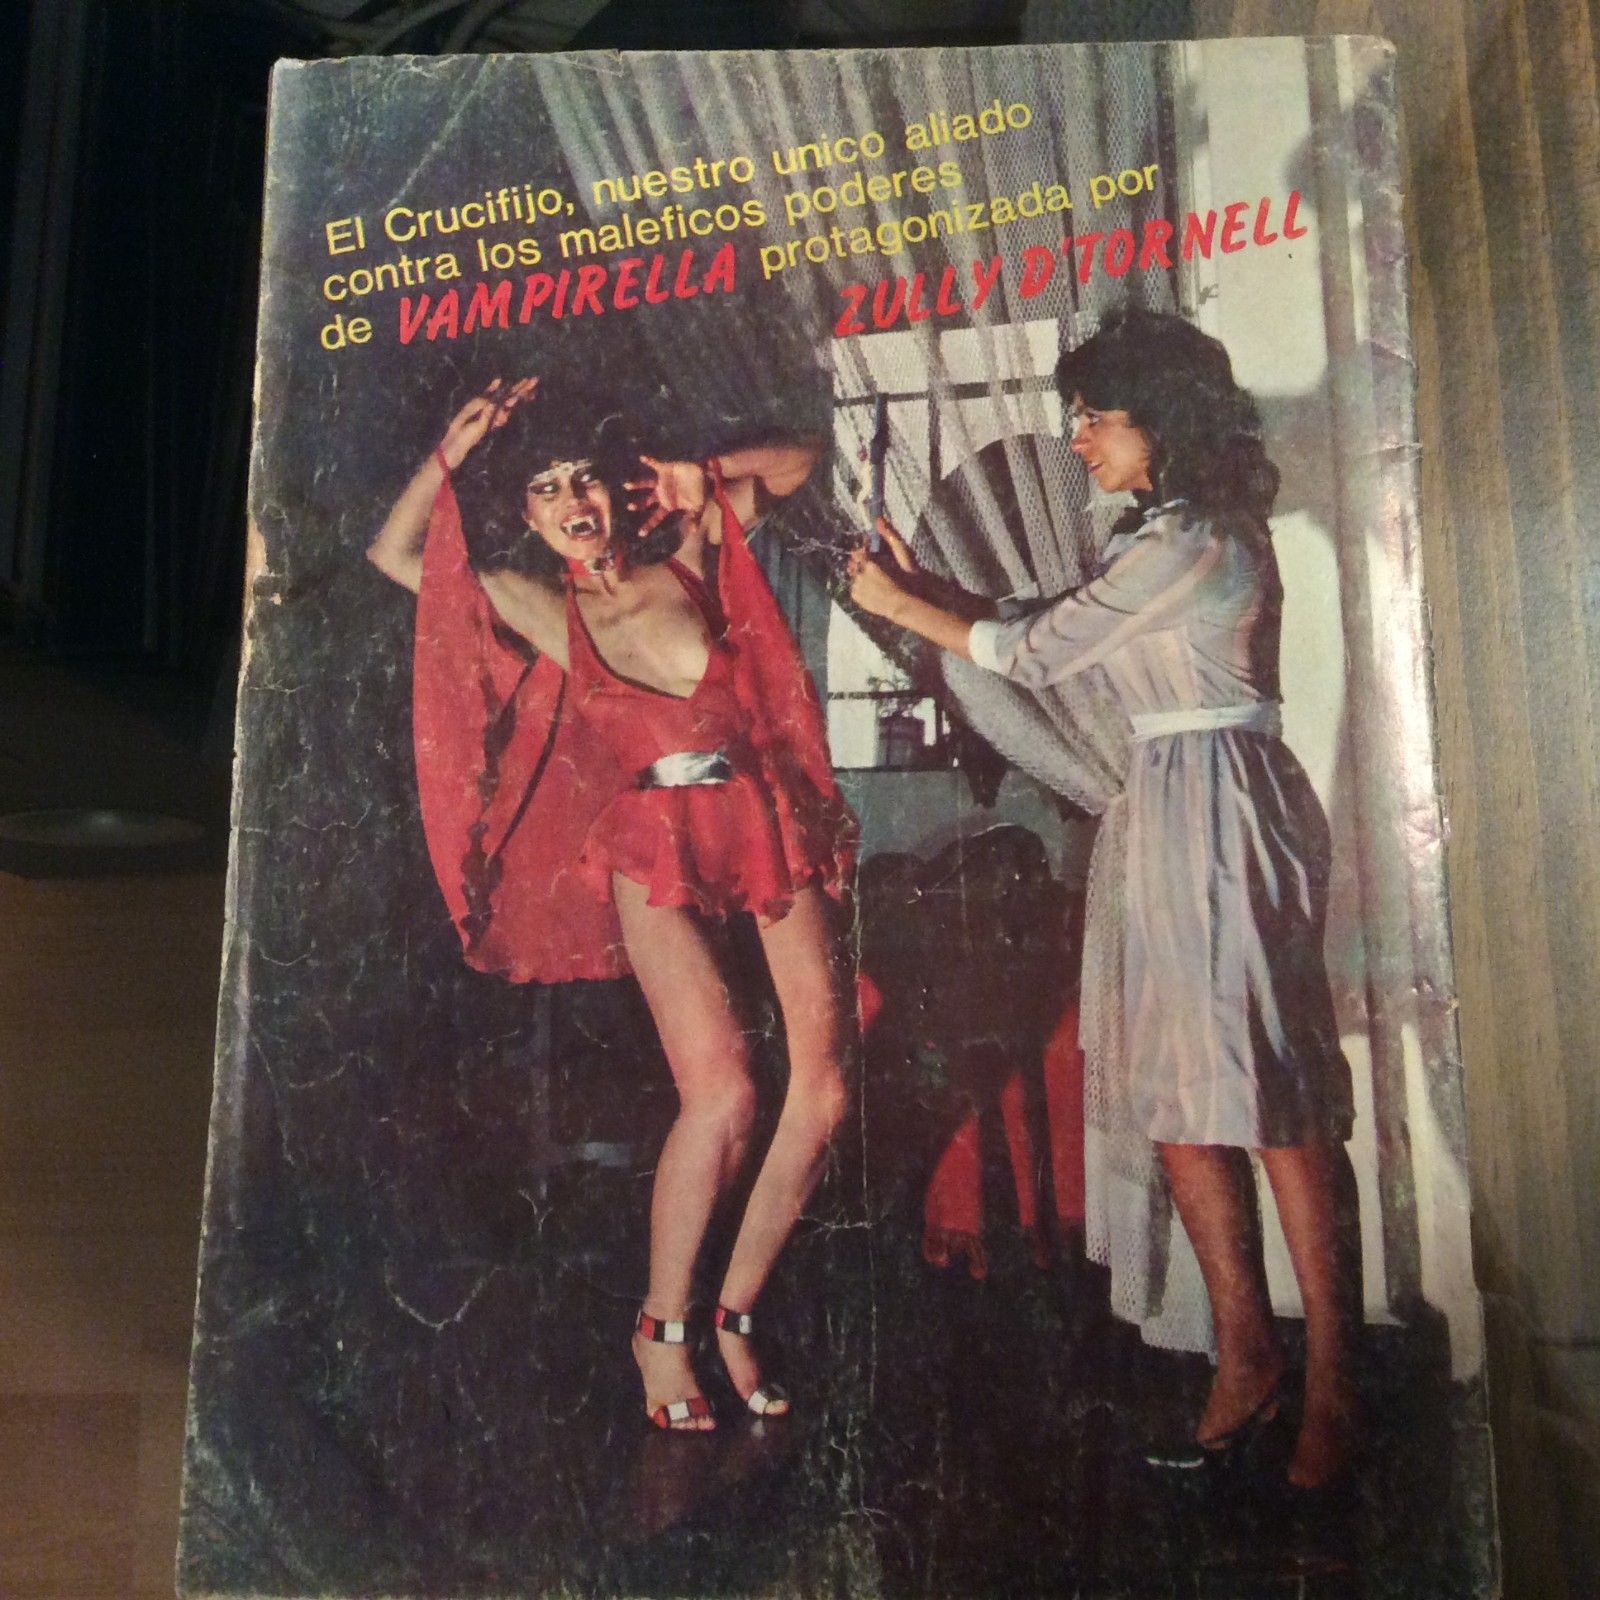 El Crucifijo, nuestro unico aliado
contra los maleficos poderes
de VAMPIRELLA protagonizada por
ZULLY D'TORNELL